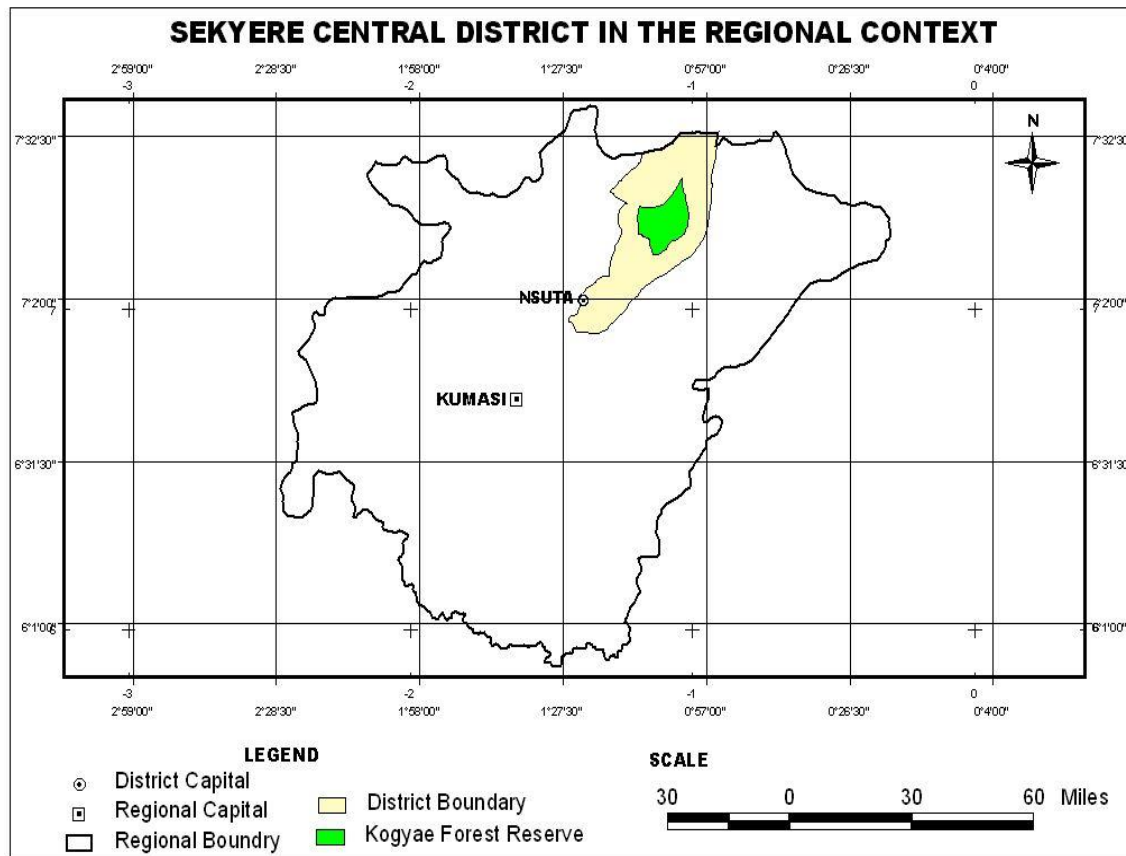 SEKYERE CENTRAL DISTRICT IN THE REGIONAL CONTEXT
2°59'00" 2°28'30" 1°58'00" 1°27'30" 0°57'00" 0°26'30" 0°4'00"
-3 -2 -1 0
7°32'30" 7°32'30"
N
7°2'00" NSUTA 7°2'00"
7 7
KUMASI
6°31'30" 6°31'30"
6°1'00" 6°1'00"
6 6
-3 -2 -1 0
2°59'00" 2°28'30" 1°58'00" 1°27'30" 0°57'00" 0°26'30" 0°4'00"
LEGEND
District Capital
Regional Capital
Regional Boundry
District Boundary
Kogyae Forest Reserve
SCALE
30 0 30 60 Miles